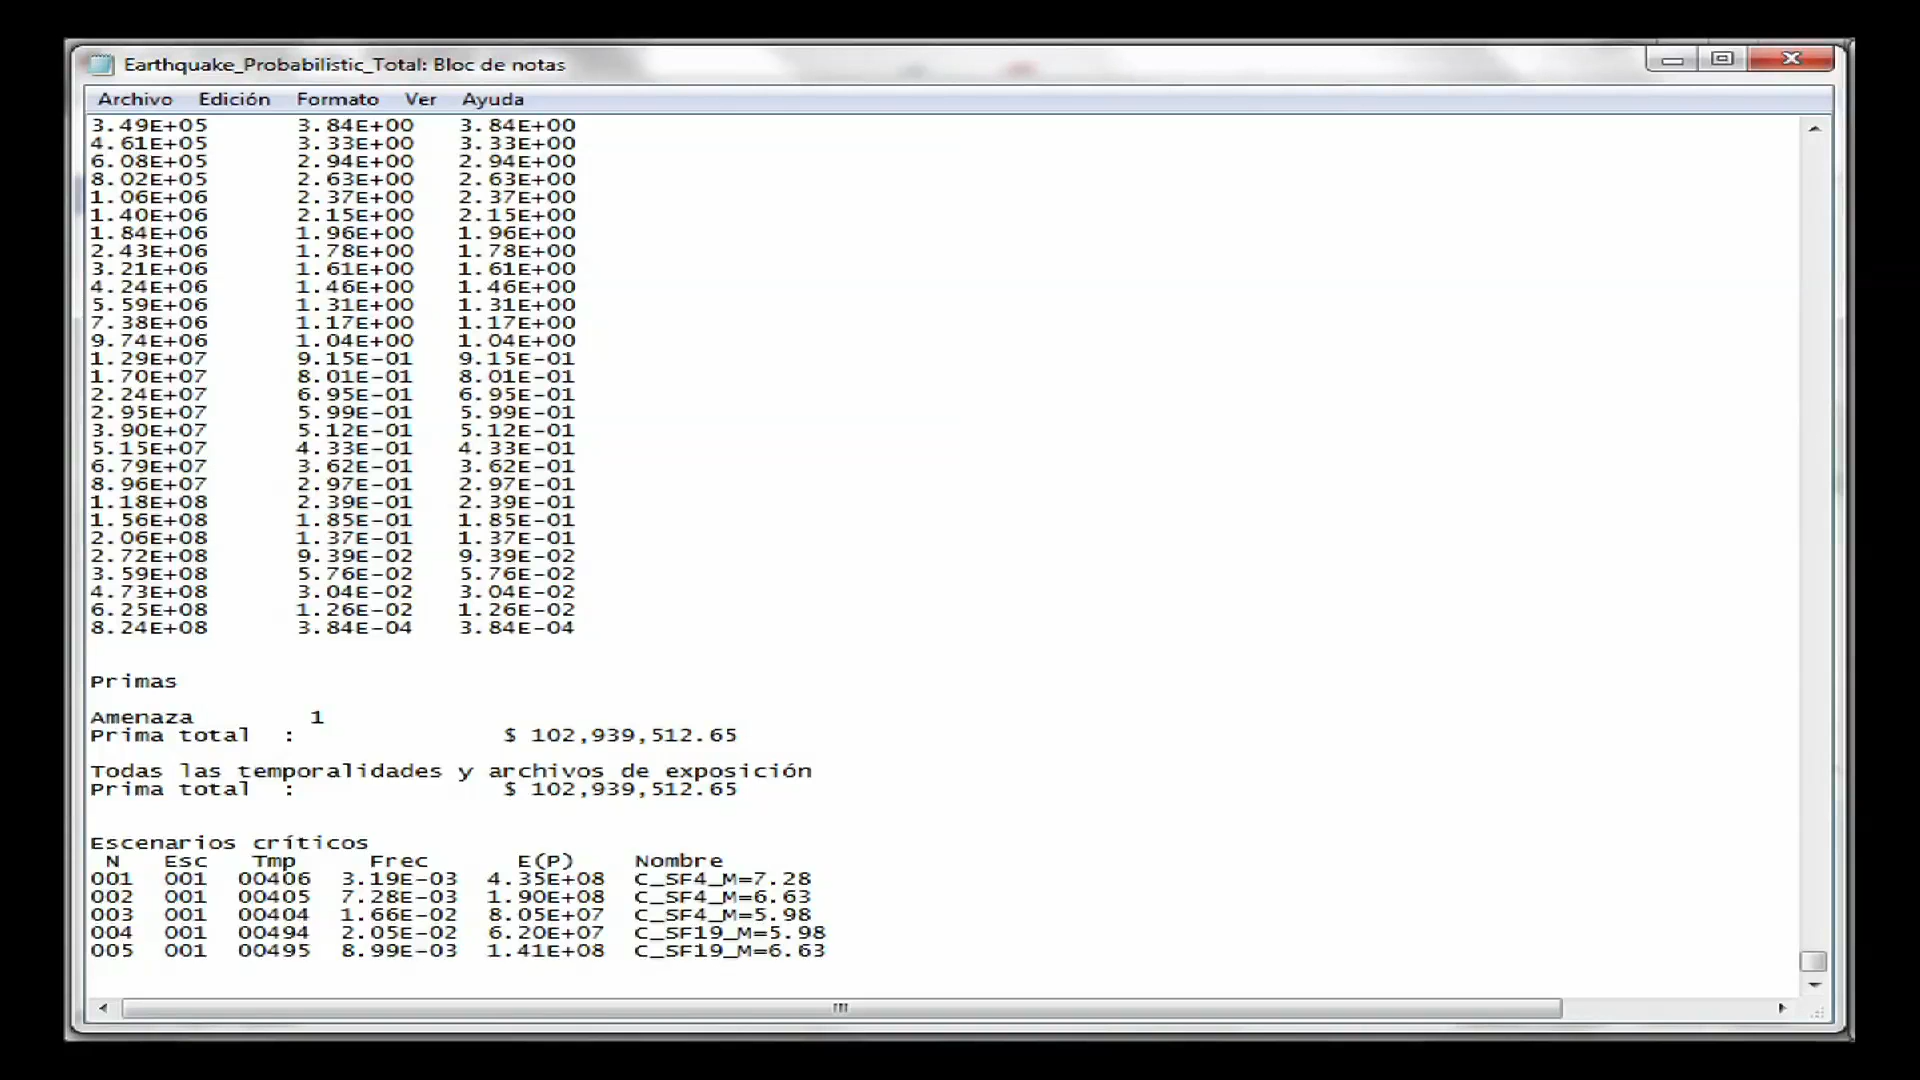 Earthquake_Probabilistic_Total: Bloc de notas
Archivo Edición Formato Ver Ayuda
3.49E+05 3.84E+00 3.84E+00
4.61E+05 3.33E+00 3.33E+00
6.08E+05 2.94E+00 2.94E+00
8.02E+05 2.63E+00 2.63E+00
1.06E+06 2.37E+00 2.37E+00
1.40E+06 2.15E+00 2.15E+00
1.84E+06 1.96E+00 1.96E+00
2.43E+06 1.78E+00 1.78E+00
3.21E+06 1.61E+00 1.61E+00
4.24E+06 1.46E+00 1.46E+00
5.59E+06 1.31E+00 1.31E+00
7.38E+06 1.17E+00 1.17E+00
9.74E+06 1.04E+00 1.04E+00
1.29E+07 9.15E-01 9.15E-01
1.70E+07 8.01E-01 8.01E-01
2.24E+07 6.95E-01 6.95E-01
2.95E+07 5.99E-01 5.99E-01
3.90E+07 5.12E-01 5.12E-01
5.15E+07 4.33E-01 4.33E-01
6.79E+07 3.62E-01 3.62E-01
8.96E+07 2.97E-01 2.97E-01
1.18E+08 2.39E-01 2.39E-01
1.56E+08 1.85E-01 1.85E-01
2.06E+08 1.37E-01 1.37E-01
2.72E+08 9.39E-02 9.39E-02
3.59E+08 5.76E-02 5.76E-02
4.73E+08 3.04E-02 3.04E-02
6.25E+08 1.26E-02 1.26E-02
8.24E+08 3.84E-04 3.84E-04
Primas
Amenaza 1
Prima total : $ 102,939,512.65
Todas las temporalidades y archivos de exposición
Prima total : $ 102,939,512.65
Escenarios críticos
N Esc Tmp Frec E(P) Nombre
001 001 00406 3.19E-03 4.35E+08 C_SF4_M=7.28
002 001 00405 7.28E-03 1.90E+08 C_SF4_M=6.63
003 001 00404 1.66E-02 8.05E+07 C_SF4_M=5.98
004 001 00494 2.05E-02 6.20E+07 C_SF19_M=5.98
005 001 00495 8.99E-03 1.41E+08 C_SF19_M=6.63